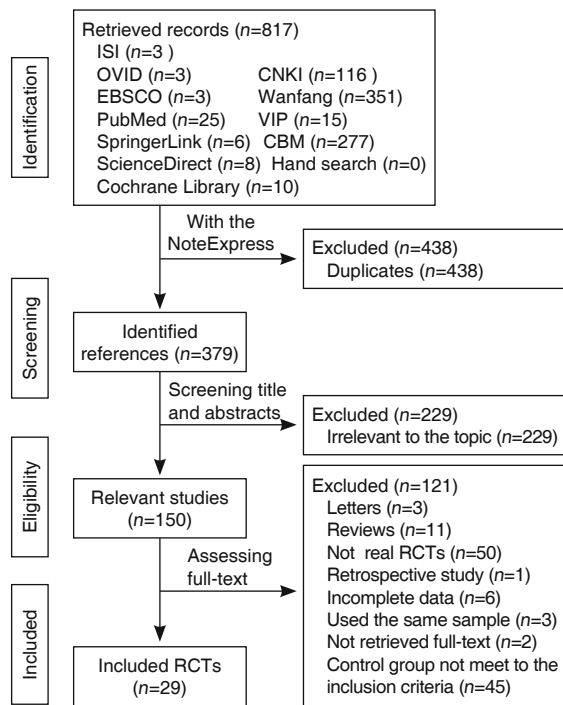 Identification
Retrieved records (n=817)
ISI (n=3 )
OVID (n=3) CNKI (n=116 )
EBSCO (n=3) Wanfang (n=351)
PubMed (n=25) VIP (n=15)
SpringerLink (n=6) CBM (n=277)
ScienceDirect (n=8) Hand search (n=0)
Cochrane Library (n=10)
With the
NoteExpress
Excluded (n=438)
Duplicates (n=438)
Screening
Identified
references (n=379)
Screening title
and abstracts
Excluded (n=229)
Irrelevant to the topic (n=229)
Eligibility
Relevant studies
(n=150)
Assessing
full-text
Excluded (n=121)
Letters (n=3)
Reviews (n=11)
Not real RCTs (n=50)
Retrospective study (n=1)
Incomplete data (n=6)
Used the same sample (n=3)
Not retrieved full-text (n=2)
Control group not meet to the
inclusion criteria (n=45)
Included
Included RCTs
(n=29)